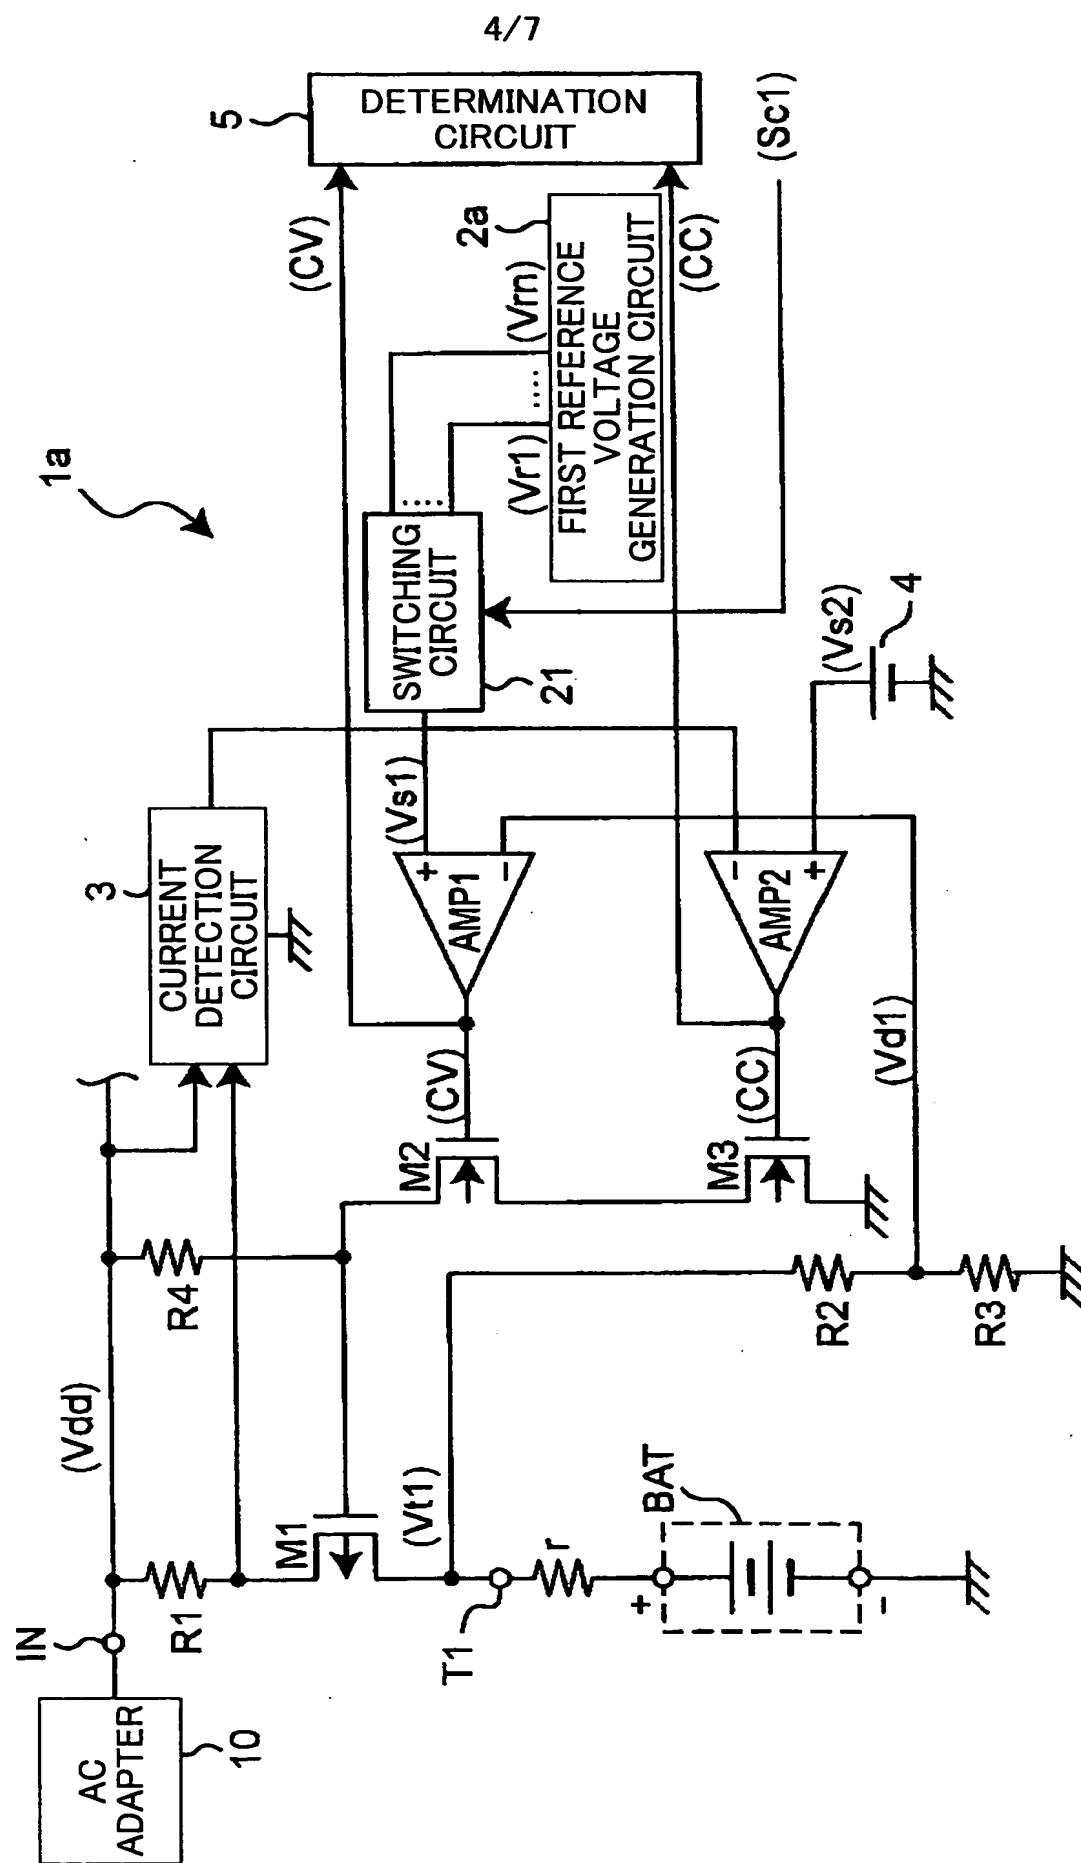 4/7
1a
AC
ADAPTER
10
IN
(Vdd)
R1
R4
3
CURRENT
DETECTION
CIRCUIT
M1
(Vt1)
T1
r
BAT
+
-
R2
R3
(Vd1)
M2
(CV)
M3
(CC)
AMP1
+
-
AMP2
-
+
(Vs1)
(Vs2)
4
SWITCHING
CIRCUIT
21
(Vr1)
....
....
(Vrn)
2a
FIRST REFERENCE
VOLTAGE
GENERATION CIRCUIT
(CV)
(CC)
(Sc1)
5
DETERMINATION
CIRCUIT